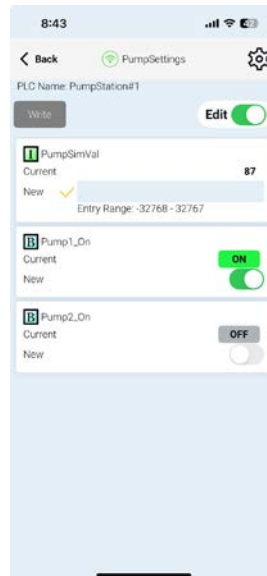 8:43
Back PumpSettings
PLC Name: PumpStation#1
Write Edit
I PumpSimVal
Current 87
New
Entry Range: -32768 - 32767
B Pump1_On
Current ON
New
B Pump2_On
Current OFF
New